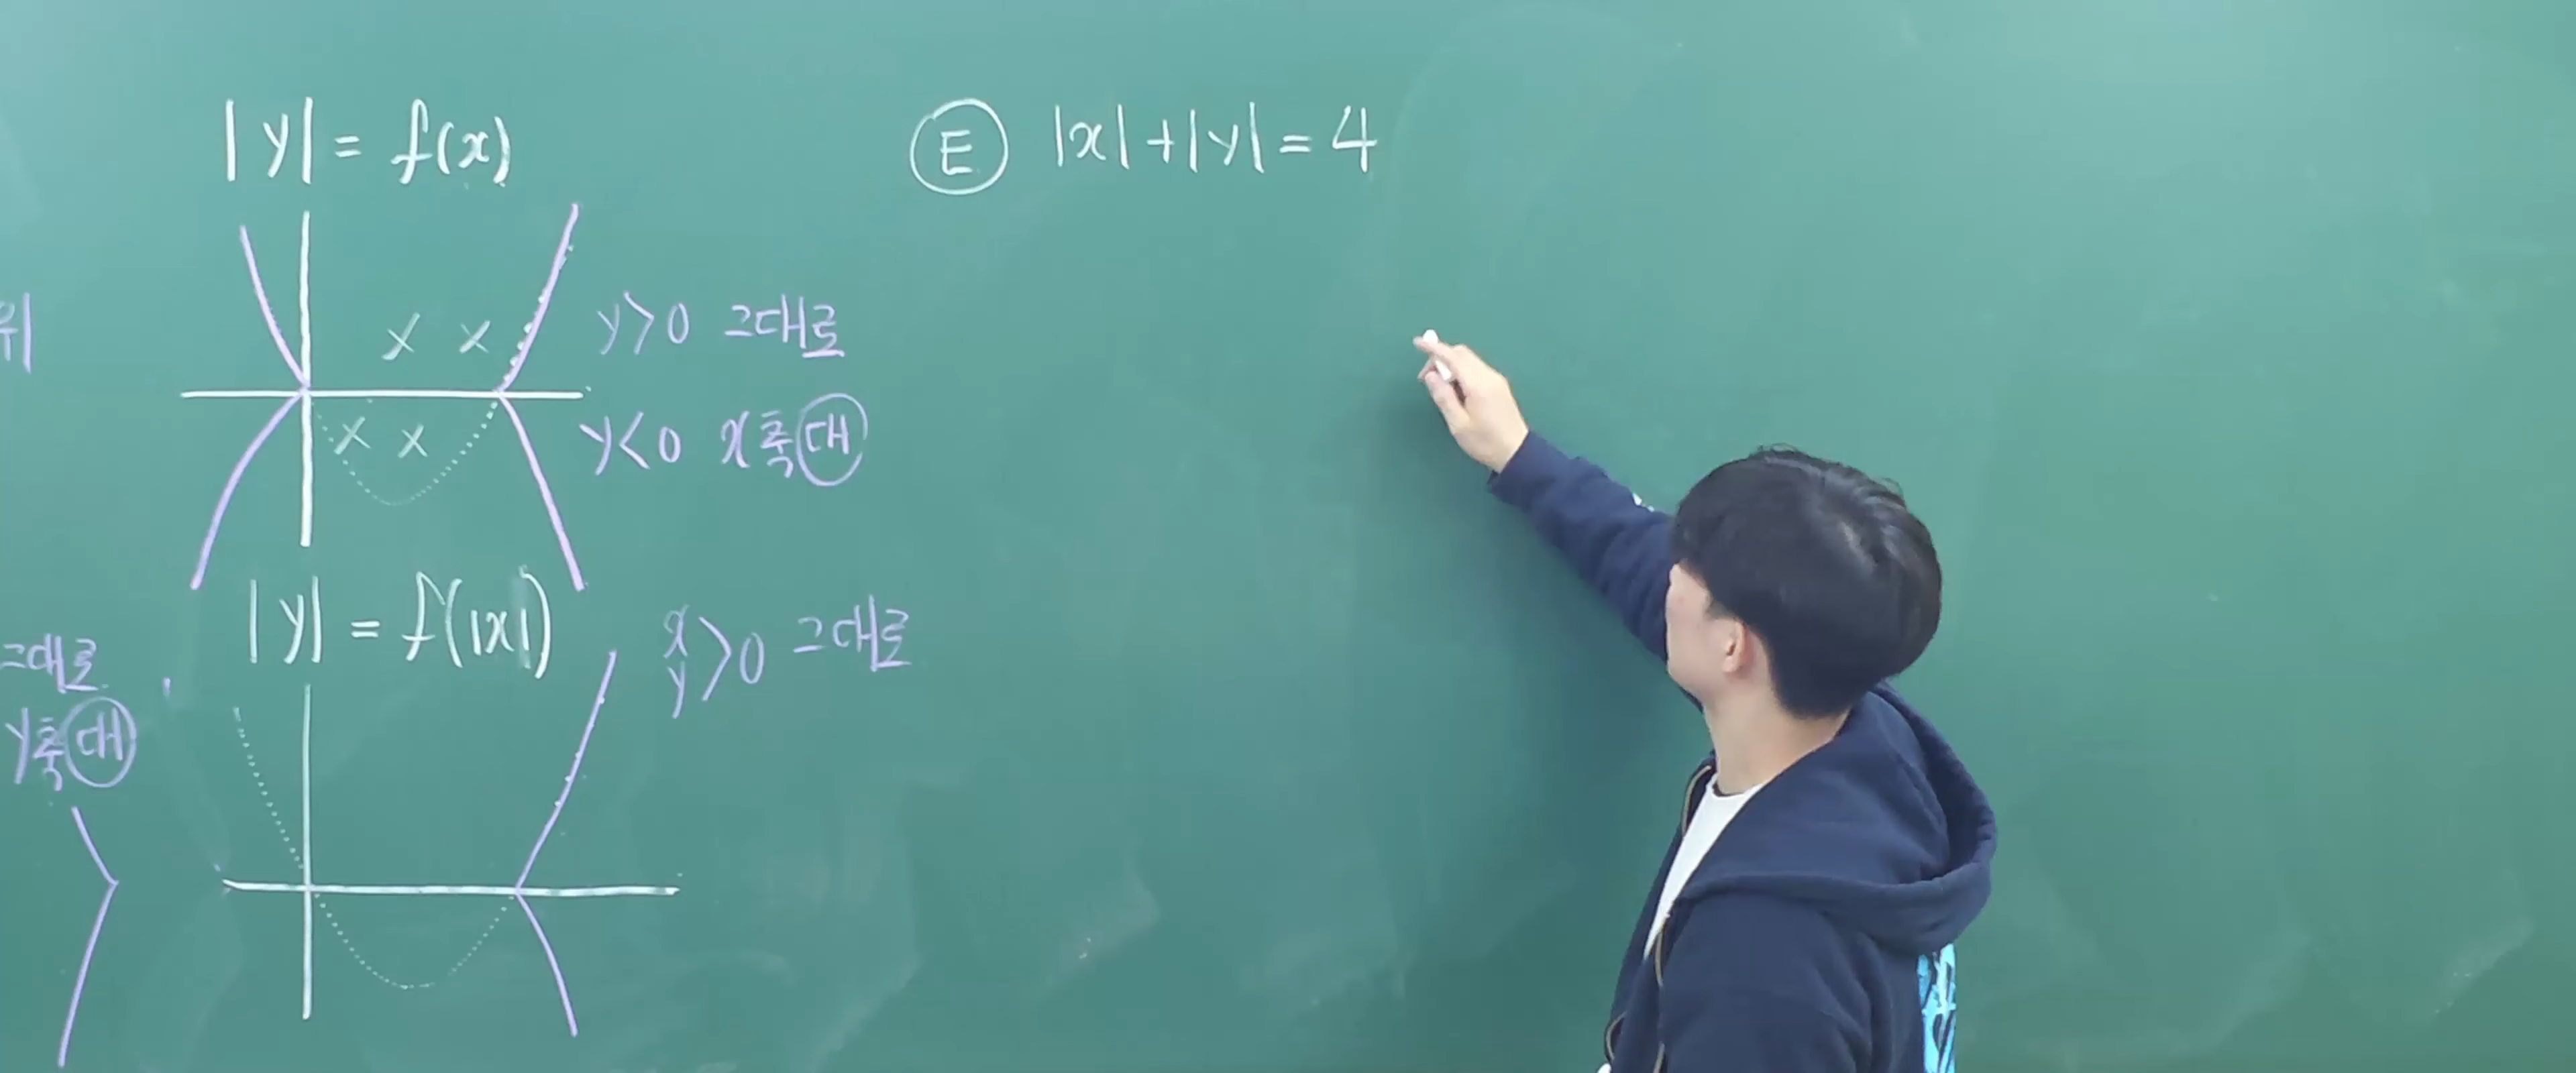 위
그대로
y축 대
|y| = f(x)
x x
x x
y>0 그대로
y<0 x축 대
|y| = f(|x|)
x
y >0 그대로
E |x|+|y|=4